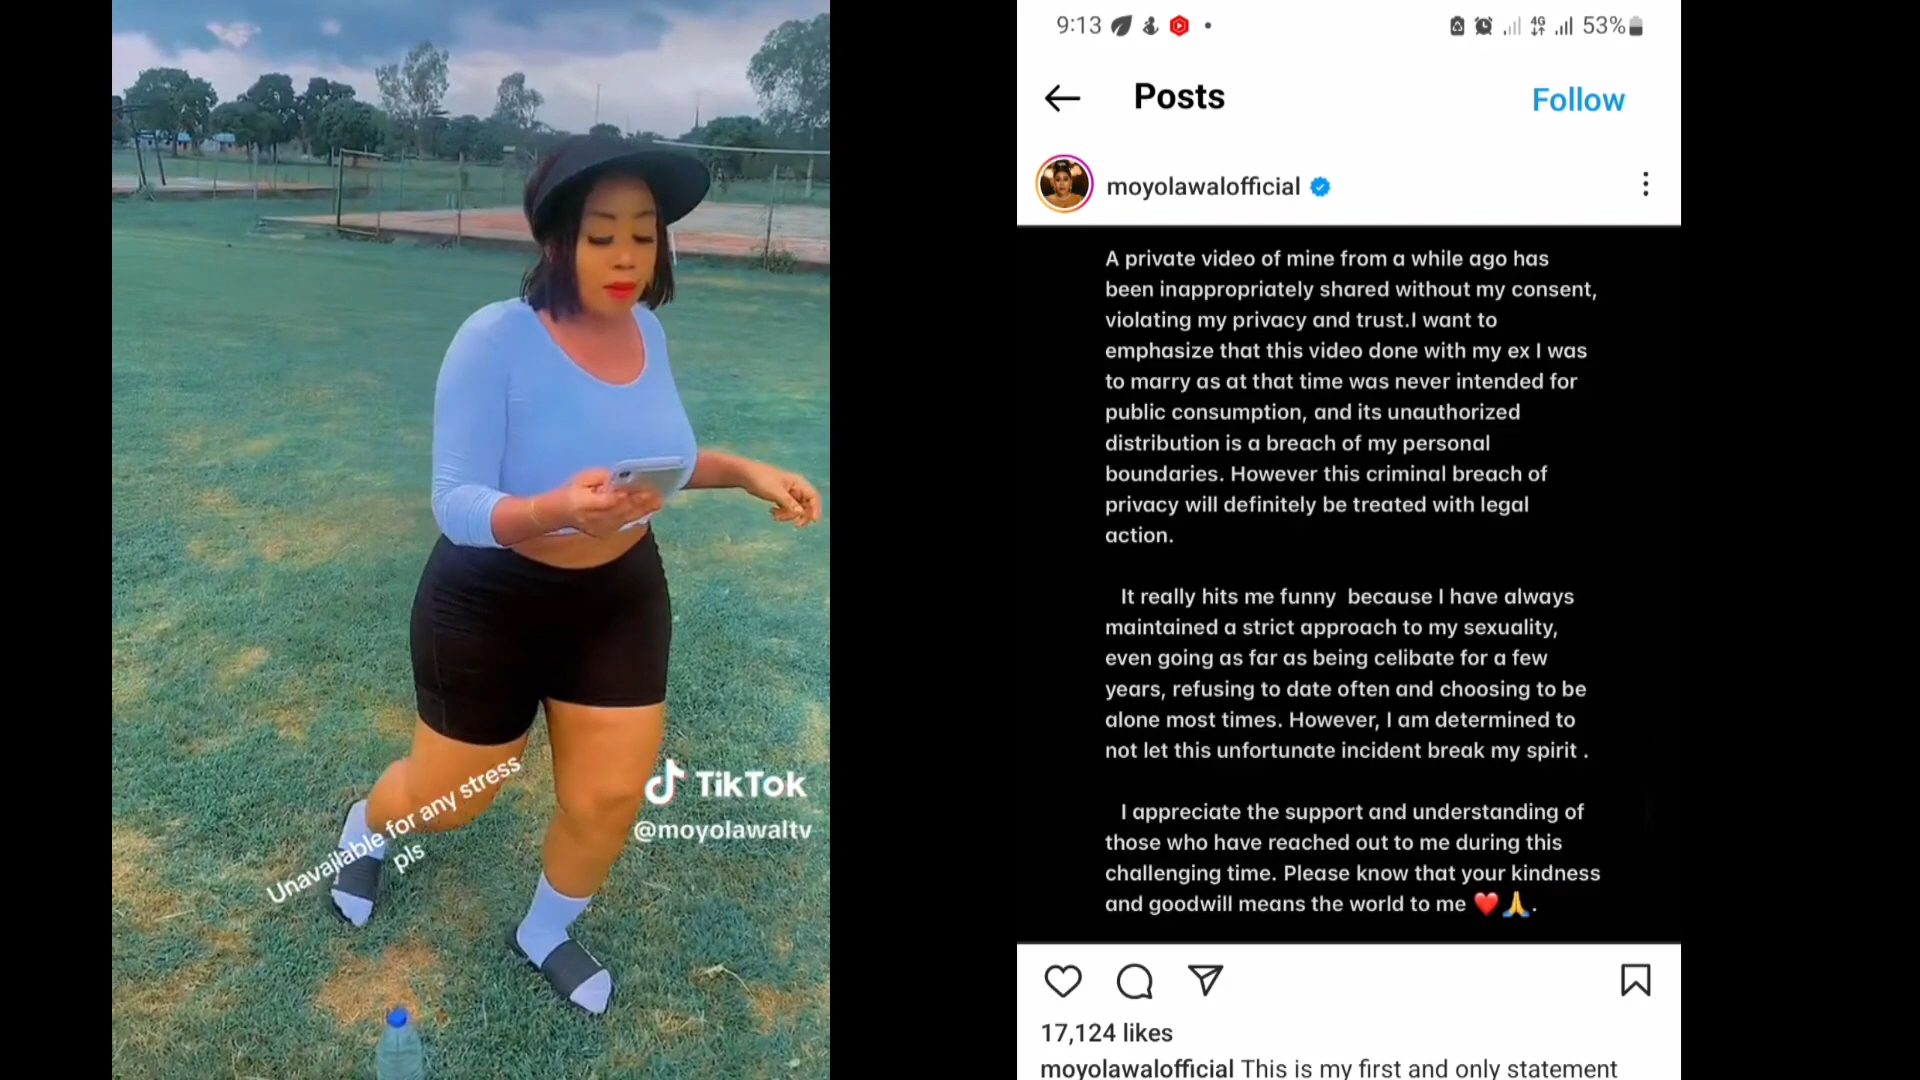 Unavailable for any stress
pls
TikTok
@moyolawaltv
9:13
4G
53%
Posts
Follow
moyolawalofficial
A private video of mine from a while ago has
been inappropriately shared without my consent,
violating my privacy and trust.I want to
emphasize that this video done with my ex I was
to marry as at that time was never intended for
public consumption, and its unauthorized
distribution is a breach of my personal
boundaries. However this criminal breach of
privacy will definitely be treated with legal
action.
It really hits me funny because I have always
maintained a strict approach to my sexuality,
even going as far as being celibate for a few
years, refusing to date often and choosing to be
alone most times. However, I am determined to
not let this unfortunate incident break my spirit .
I appreciate the support and understanding of
those who have reached out to me during this
challenging time. Please know that your kindness
and goodwill means the world to me ❤️🙏.
17,124 likes
moyolawalofficial This is my first and only statement